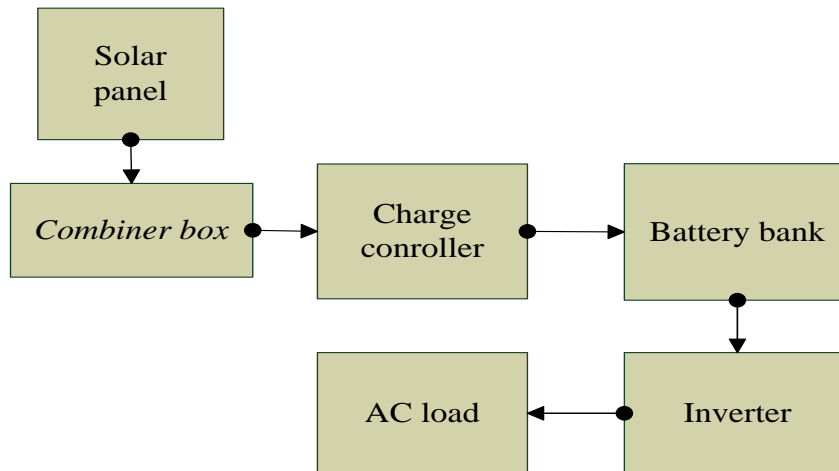 Solar
panel
Combiner box
Charge
conroller
Battery bank
AC load
Inverter